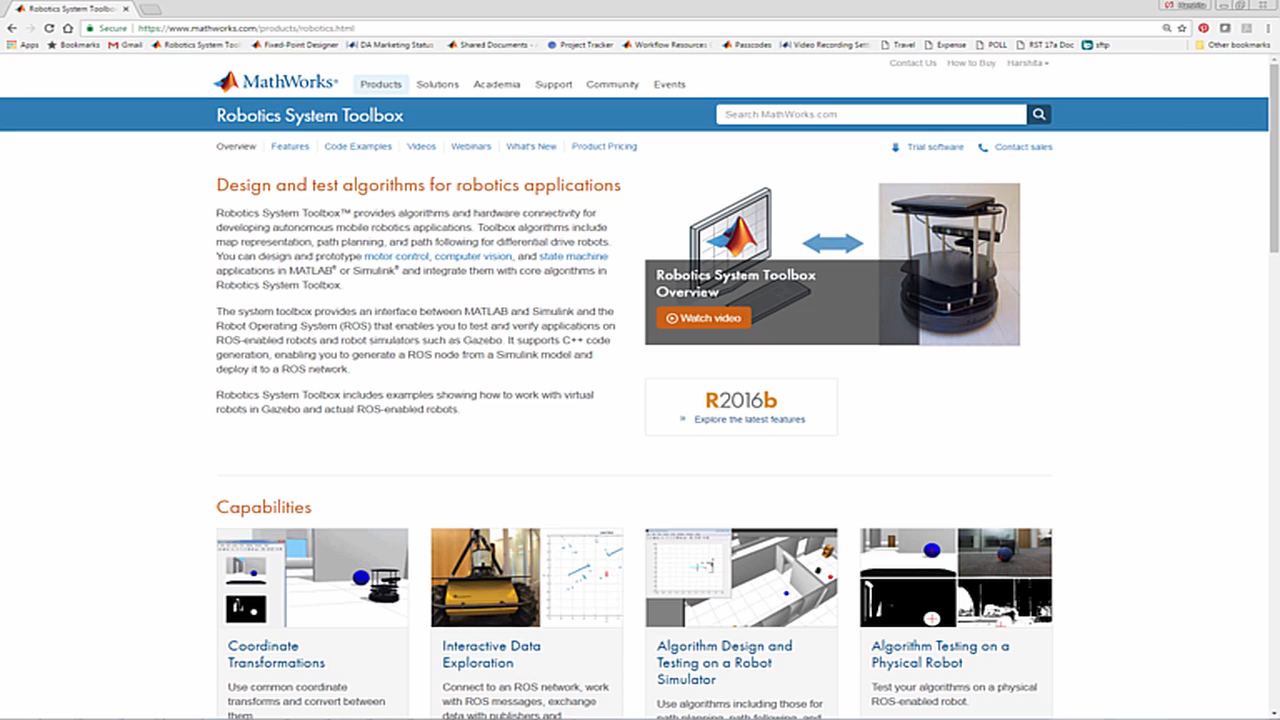 Robotics System Toolbox
Harshita
Secure | https://www.mathworks.com/products/robotics.html
Apps Bookmarks Gmail Robotics System Too Fixed-Point Designer DA Marketing Status Shared Documents - Project Tracker Workflow Resources Passcodes Video Recording Sett Travel Expense POLL RST 17a Doc sftp Other bookmarks
Contact Us How to Buy Harshita
MathWorks®
Products Solutions Academia Support Community Events
Robotics System Toolbox
Search MathWorks.com
Overview Features Code Examples Videos Webinars What's New Product Pricing
Trial software Contact sales
Design and test algorithms for robotics applications
Robotics System Toolbox™ provides algorithms and hardware connectivity for
developing autonomous mobile robotics applications. Toolbox algorithms include
map representation, path planning, and path following for differential drive robots.
You can design and prototype motor control, computer vision, and state machine
applications in MATLAB® or Simulink® and integrate them with core algorithms in
Robotics System Toolbox.
The system toolbox provides an interface between MATLAB and Simulink and the
Robot Operating System (ROS) that enables you to test and verify applications on
ROS-enabled robots and robot simulators such as Gazebo. It supports C++ code
generation, enabling you to generate a ROS node from a Simulink model and
deploy it to a ROS network.
Robotics System Toolbox includes examples showing how to work with virtual
robots in Gazebo and actual ROS-enabled robots.
Robotics System Toolbox
Overview
Watch video
R2016b
» Explore the latest features
Capabilities
Coordinate
Transformations
Use common coordinate
transforms and convert between
them
Interactive Data
Exploration
Connect to an ROS network, work
with ROS messages, exchange
data with publishers and
Algorithm Design and
Testing on a Robot
Simulator
Use algorithms including those for
path planning, path following, and
Algorithm Testing on a
Physical Robot
Test your algorithms on a physical
ROS-enabled robot.